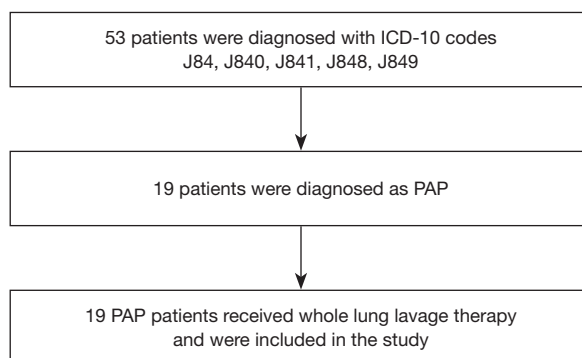 53 patients were diagnosed with ICD-10 codes
J84, J840, J841, J848, J849
19 patients were diagnosed as PAP
19 PAP patients received whole lung lavage therapy
and were included in the study